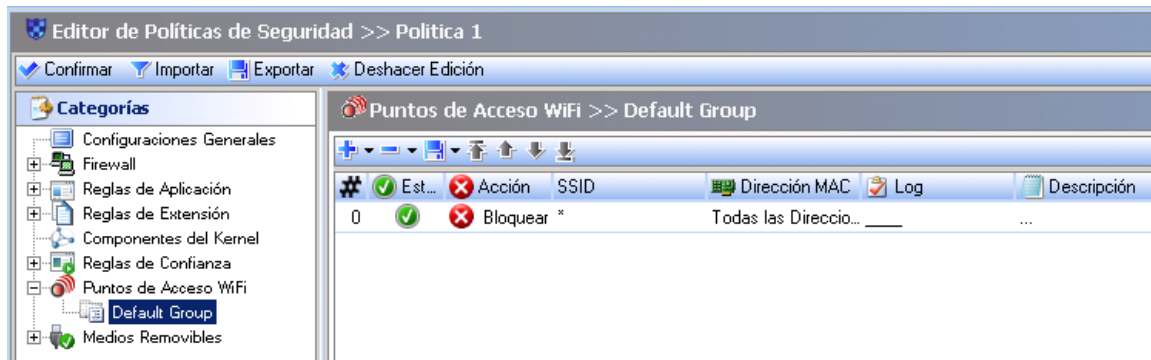 Editor de Políticas de Seguridad >> Politica 1
Confirmar Importar Exportar Deshacer Edición
Categorías
Configuraciones Generales
Firewall
Reglas de Aplicación
Reglas de Extensión
Componentes del Kernel
Reglas de Confianza
Puntos de Acceso WiFi
Default Group
Medios Removibles
Puntos de Acceso WiFi >> Default Group
# Est... Acción SSID Dirección MAC Log Descripción
0 Bloquear * Todas las Direccio... ____ ...